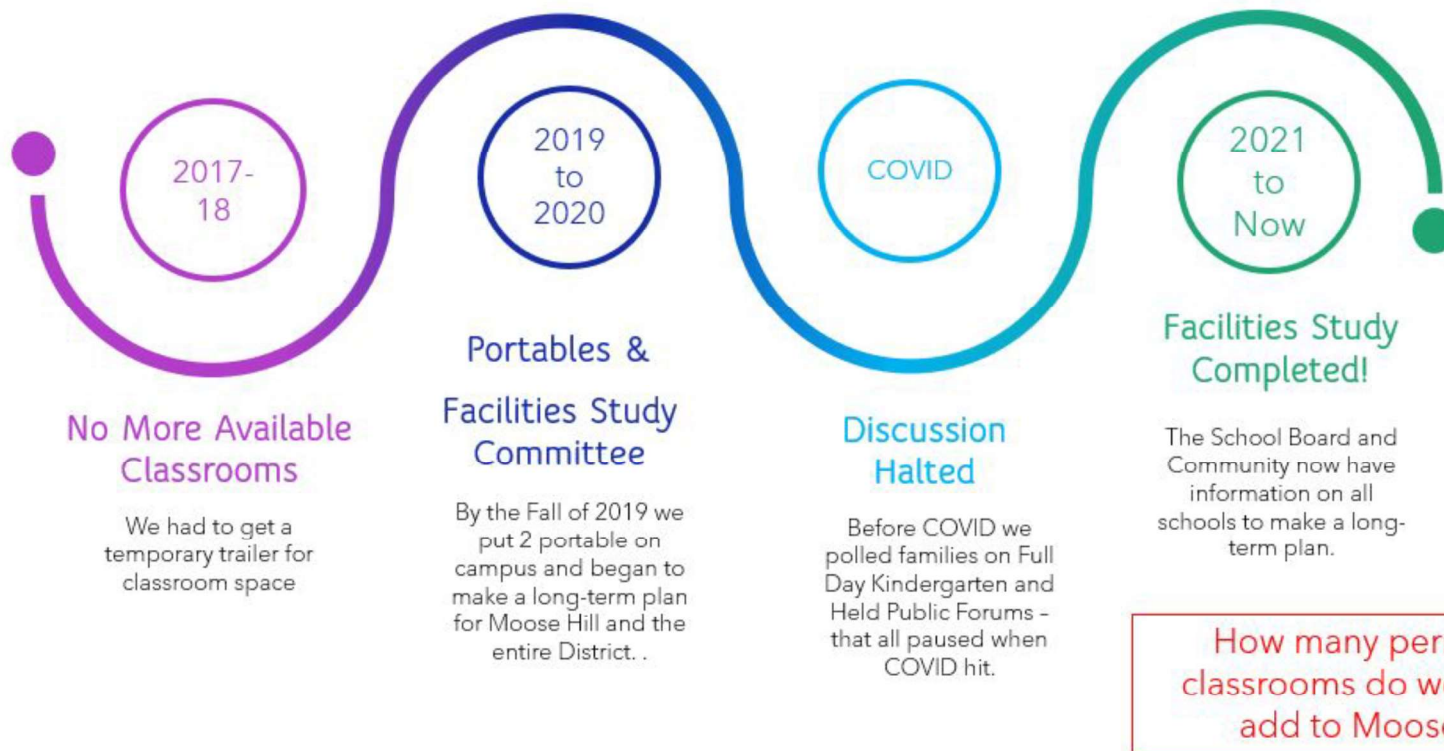 2017-
18
No More Available
Classrooms
We had to get a
temporary trailer for
classroom space
2019
to
2020
Portables &
Facilities Study
Committee
By the Fall of 2019 we
put 2 portable on
campus and began to
make a long-term plan
for Moose Hill and the
entire District. .
COVID
Discussion
Halted
Before COVID we
polled families on Full
Day Kindergarten and
Held Public Forums –
that all paused when
COVID hit.
2021
to
Now
Facilities Study
Completed!
The School Board and
Community now have
information on all
schools to make a long-
term plan.
How many per
classrooms do
add to Moose